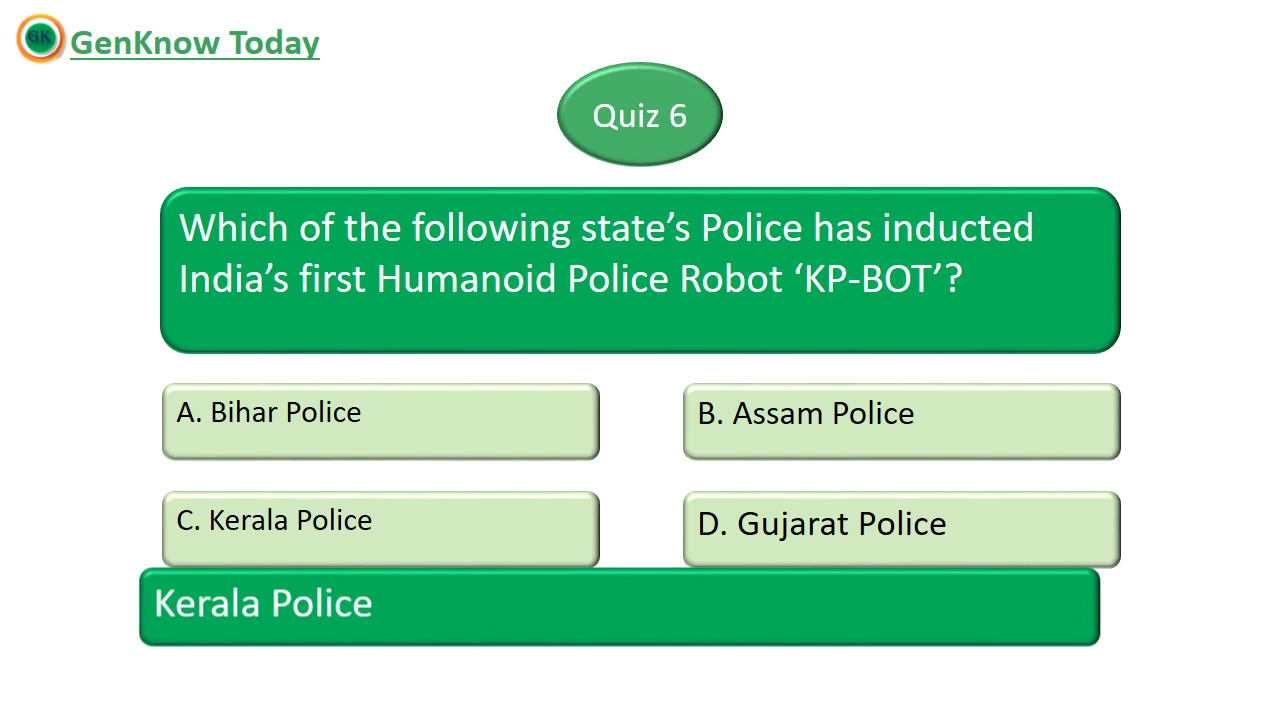 GK
GenKnow Today
Quiz 6
Which of the following state’s Police has inducted
India’s first Humanoid Police Robot ‘KP-BOT’?
A. Bihar Police
B. Assam Police
C. Kerala Police
D. Gujarat Police
Kerala Police